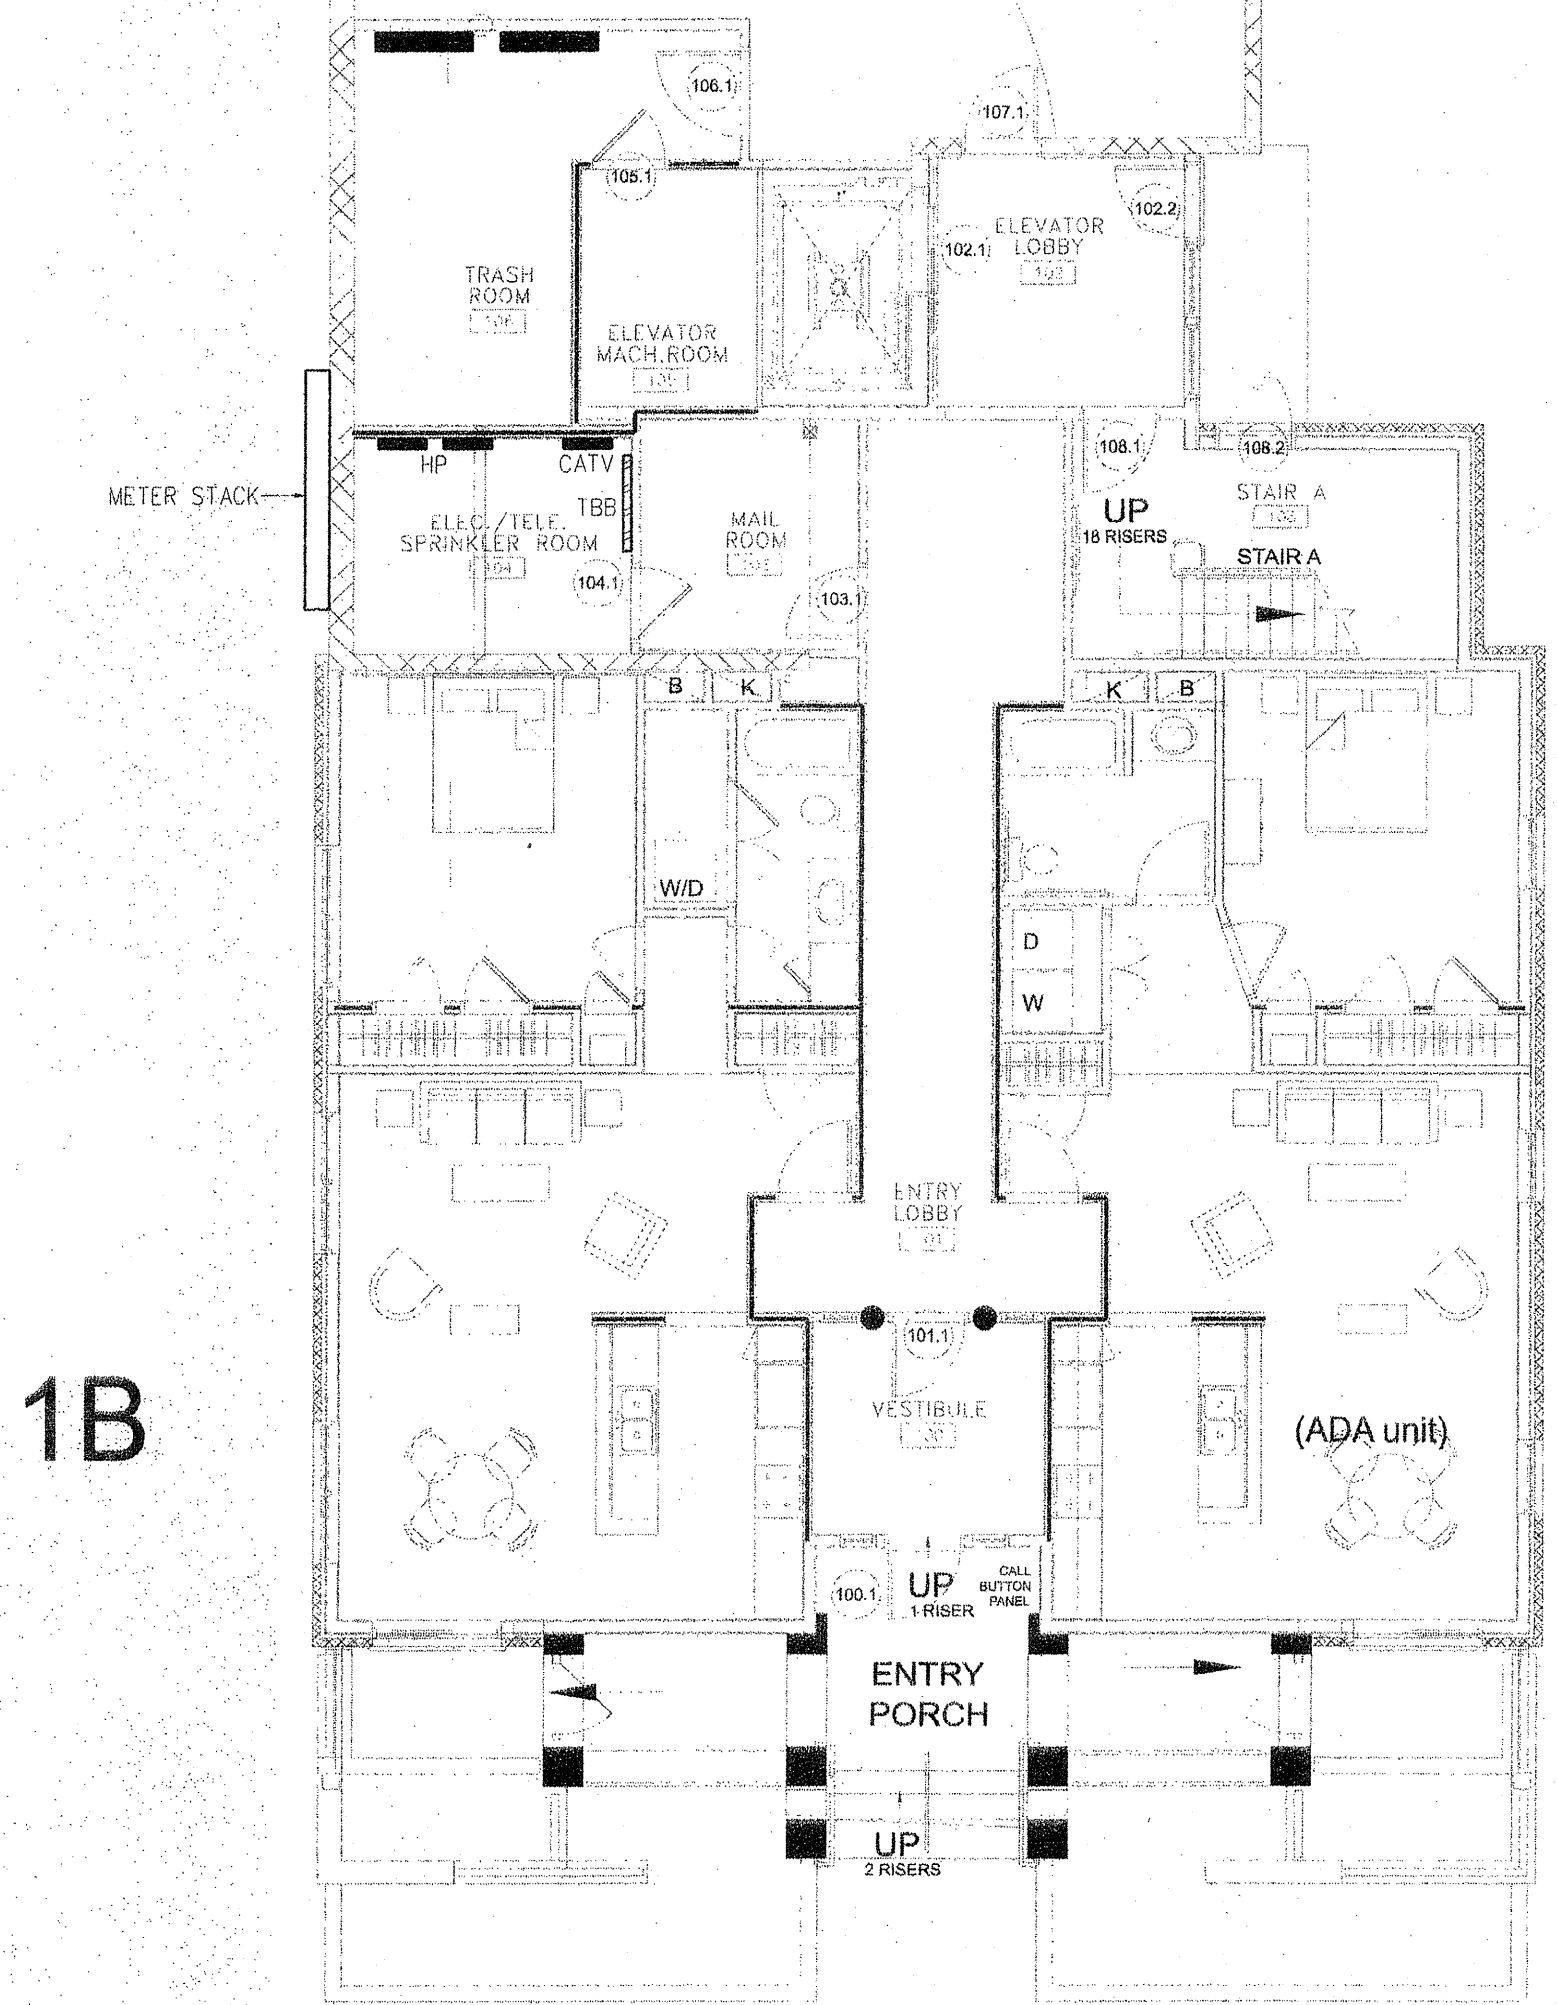 106.1
107.1
105.1
102.2
ELEVATOR
LOBBY
102.1
TRASH
ROOM
106
ELEVATOR
MACH.ROOM
108.1
108.2
HP
CATV
METER STACK
TBB
STAIR A
UP
18 RISERS
ELEC./TELE.
SPRINKLER ROOM
104
MAIL
ROOM
STAIR A
104.1
103.1
B
K
K
B
W/D
D
W
ENTRY
LOBBY
101.1
1B
VESTIBULE
(ADA unit)
100.1
UP
1 RISER
CALL
BUTTON
PANEL
ENTRY
PORCH
UP
2 RISERS